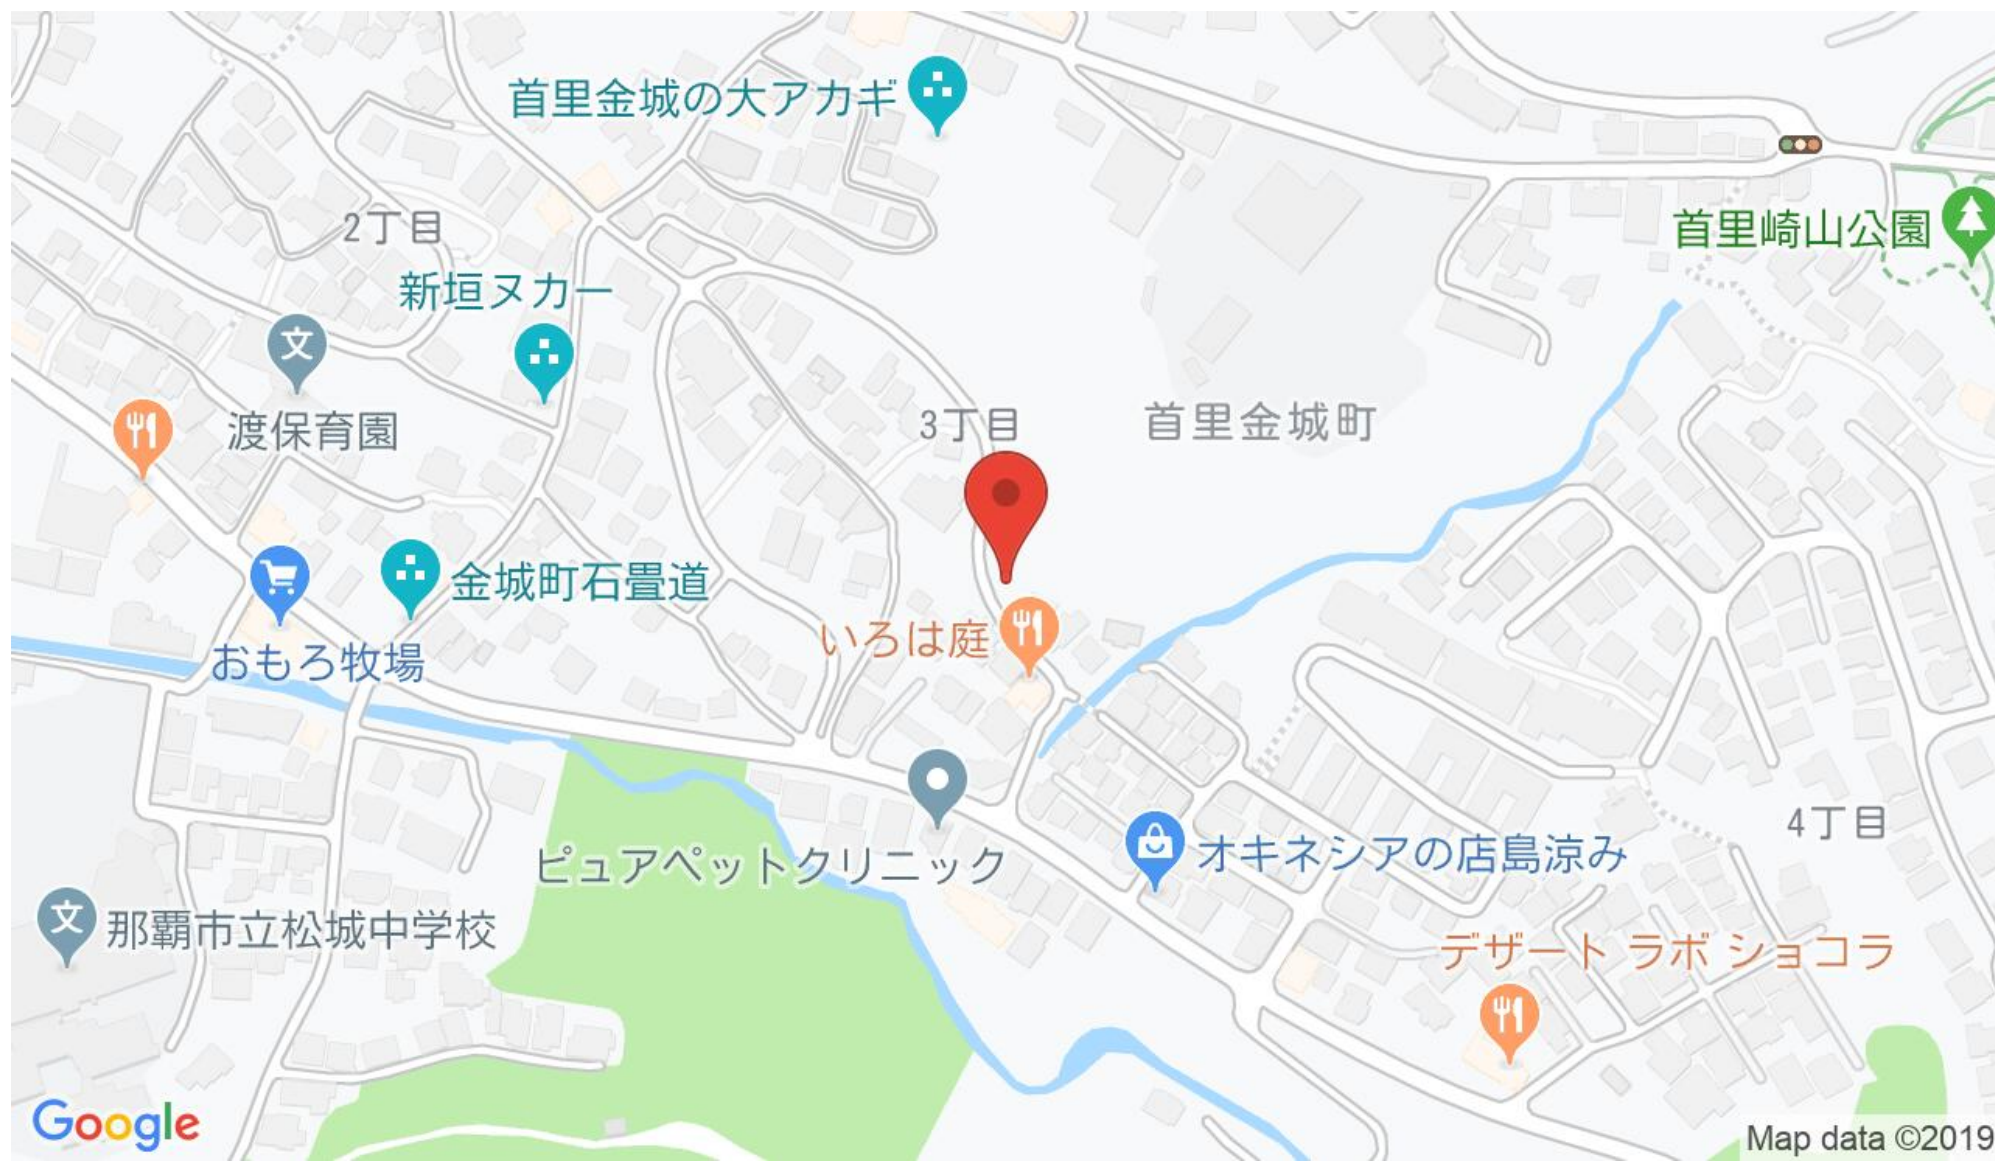 首里金城の大アカギ
2丁目
首里崎山公園
新垣ヌカー
渡保育園
3丁目
首里金城町
金城町石畳道
いろは庭
おもろ牧場
4丁目
ピュアペットクリニック
オキネシアの店島涼み
那覇市立松城中学校
デザート ラボ ショコラ
Google
Map data ©2019